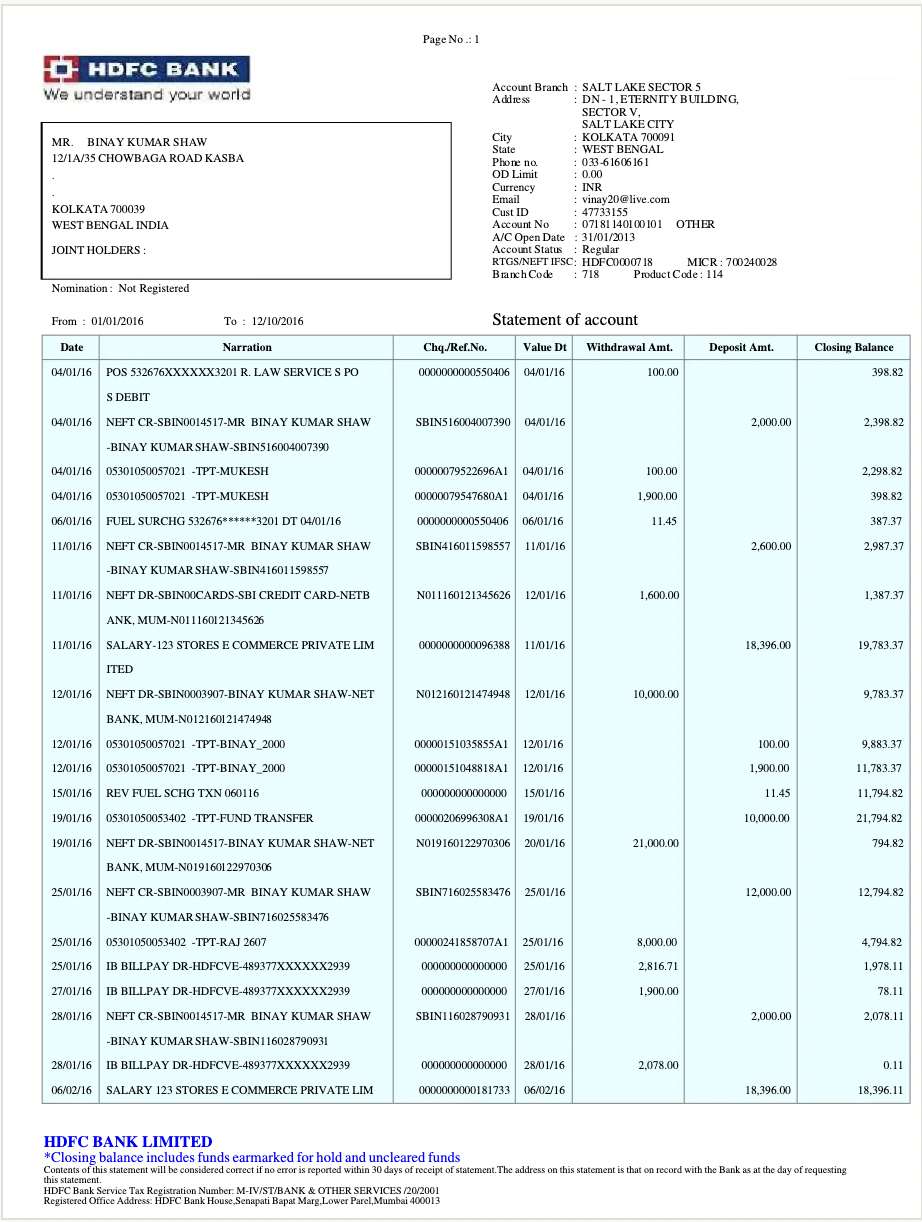 Page No .: 1
HDFC BANK
We understand your world
MR. BINAY KUMAR SHAW
12/1A/35 CHOWBAGA ROAD KASBA
.
.
KOLKATA 700039
WEST BENGAL INDIA
JOINT HOLDERS :
Nomination : Not Registered
Account Branch : SALT LAKE SECTOR 5
Address : DN - 1, ETERNITY BUILDING,
SECTOR V,
SALT LAKE CITY
City : KOLKATA 700091
State : WEST BENGAL
Phone no. : 033-61606161
OD Limit : 0.00
Currency : INR
Email : vinay20@live.com
Cust ID : 47733155
Account No : 07181140100101 OTHER
A/C Open Date : 31/01/2013
Account Status : Regular
RTGS/NEFT IFSC: HDFC0000718 MICR : 700240028
Branch Code : 718 Product Code : 114
From : 01/01/2016 To : 12/10/2016 Statement of account
Date Narration Chq./Ref.No. Value Dt Withdrawal Amt. Deposit Amt. Closing Balance
04/01/16 POS 532676XXXXXX3201 R. LAW SERVICE S PO 0000000000550406 04/01/16 100.00 398.82
S DEBIT
04/01/16 NEFT CR-SBIN0014517-MR BINAY KUMAR SHAW SBIN516004007390 04/01/16 2,000.00 2,398.82
-BINAY KUMAR SHAW-SBIN516004007390
04/01/16 05301050057021 -TPT-MUKESH 00000079522696A1 04/01/16 100.00 2,298.82
04/01/16 05301050057021 -TPT-MUKESH 00000079547680A1 04/01/16 1,900.00 398.82
06/01/16 FUEL SURCHG 532676******3201 DT 04/01/16 0000000000550406 06/01/16 11.45 387.37
11/01/16 NEFT CR-SBIN0014517-MR BINAY KUMAR SHAW SBIN416011598557 11/01/16 2,600.00 2,987.37
-BINAY KUMAR SHAW-SBIN416011598557
11/01/16 NEFT DR-SBIN00CARDS-SBI CREDIT CARD-NETB N011160121345626 12/01/16 1,600.00 1,387.37
ANK, MUM-N011160121345626
11/01/16 SALARY-123 STORES E COMMERCE PRIVATE LIM 0000000000096388 11/01/16 18,396.00 19,783.37
ITED
12/01/16 NEFT DR-SBIN0003907-BINAY KUMAR SHAW-NET N012160121474948 12/01/16 10,000.00 9,783.37
BANK, MUM-N012160121474948
12/01/16 05301050057021 -TPT-BINAY_2000 00000151035855A1 12/01/16 100.00 9,883.37
12/01/16 05301050057021 -TPT-BINAY_2000 00000151048818A1 12/01/16 1,900.00 11,783.37
15/01/16 REV FUEL SCHG TXN 060116 000000000000000 15/01/16 11.45 11,794.82
19/01/16 05301050053402 -TPT-FUND TRANSFER 00000206996308A1 19/01/16 10,000.00 21,794.82
19/01/16 NEFT DR-SBIN0014517-BINAY KUMAR SHAW-NET N019160122970306 20/01/16 21,000.00 794.82
BANK, MUM-N019160122970306
25/01/16 NEFT CR-SBIN0003907-MR BINAY KUMAR SHAW SBIN716025583476 25/01/16 12,000.00 12,794.82
-BINAY KUMAR SHAW-SBIN716025583476
25/01/16 05301050053402 -TPT-RAJ 2607 00000241858707A1 25/01/16 8,000.00 4,794.82
25/01/16 IB BILLPAY DR-HDFCVE-489377XXXXXX2939 000000000000000 25/01/16 2,816.71 1,978.11
27/01/16 IB BILLPAY DR-HDFCVE-489377XXXXXX2939 000000000000000 27/01/16 1,900.00 78.11
28/01/16 NEFT CR-SBIN0014517-MR BINAY KUMAR SHAW SBIN116028790931 28/01/16 2,000.00 2,078.11
-BINAY KUMAR SHAW-SBIN116028790931
28/01/16 IB BILLPAY DR-HDFCVE-489377XXXXXX2939 000000000000000 28/01/16 2,078.00 0.11
06/02/16 SALARY 123 STORES E COMMERCE PRIVATE LIM 0000000000181733 06/02/16 18,396.00 18,396.11
HDFC BANK LIMITED
*Closing balance includes funds earmarked for hold and uncleared funds
Contents of this statement will be considered correct if no error is reported within 30 days of receipt of statement.The address on this statement is that on record with the Bank as at the day of requesting
this statement.
HDFC Bank Service Tax Registration Number: M-IV/ST/BANK & OTHER SERVICES /20/2001
Registered Office Address: HDFC Bank House,Senapati Bapat Marg,Lower Parel,Mumbai 400013